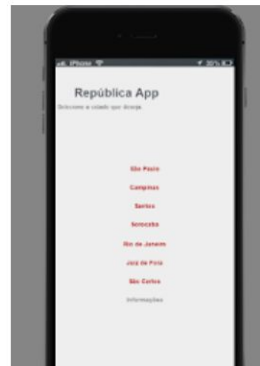 iPhone 35%
República App
Selecione a cidade que deseja
São Paulo
Campinas
Santos
Sorocaba
Rio de Janeiro
Juiz de Fora
São Carlos
Informações